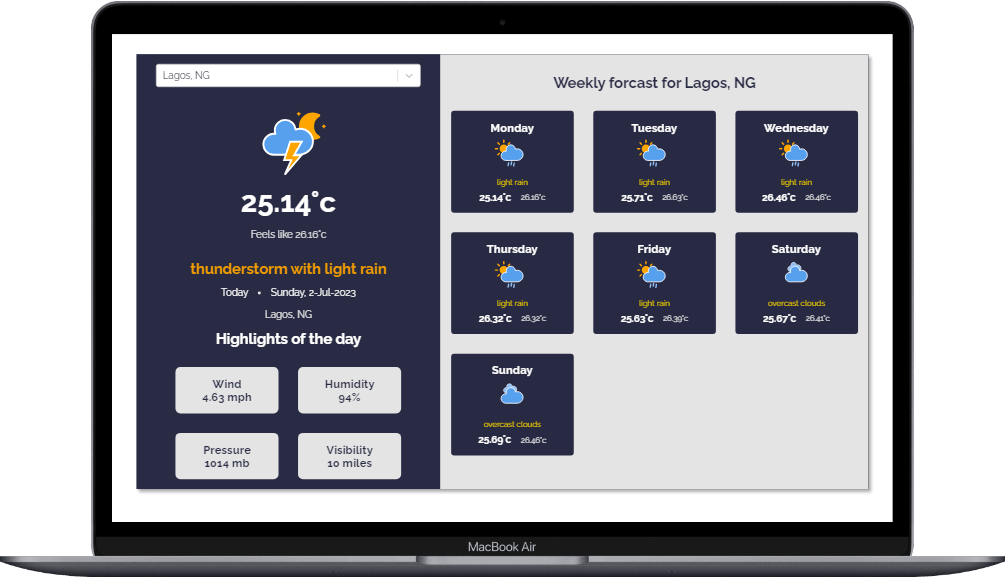 Lagos, NG
25.14°c
Feels like 26.16°c
thunderstorm with light rain
Today • Sunday, 2-Jul-2023
Lagos, NG
Highlights of the day
Wind
4.63 mph
Humidity
94%
Pressure
1014 mb
Visibility
10 miles
Weekly forcast for Lagos, NG
Monday
light rain
25.14°c 26.16°c
Tuesday
light rain
25.71°c 26.63°c
Wednesday
light rain
26.46°c 26.46°c
Thursday
light rain
26.32°c 26.32°c
Friday
light rain
25.63°c 26.39°c
Saturday
overcast clouds
25.67°c 26.41°c
Sunday
overcast clouds
25.69°c 26.46°c
MacBook Air